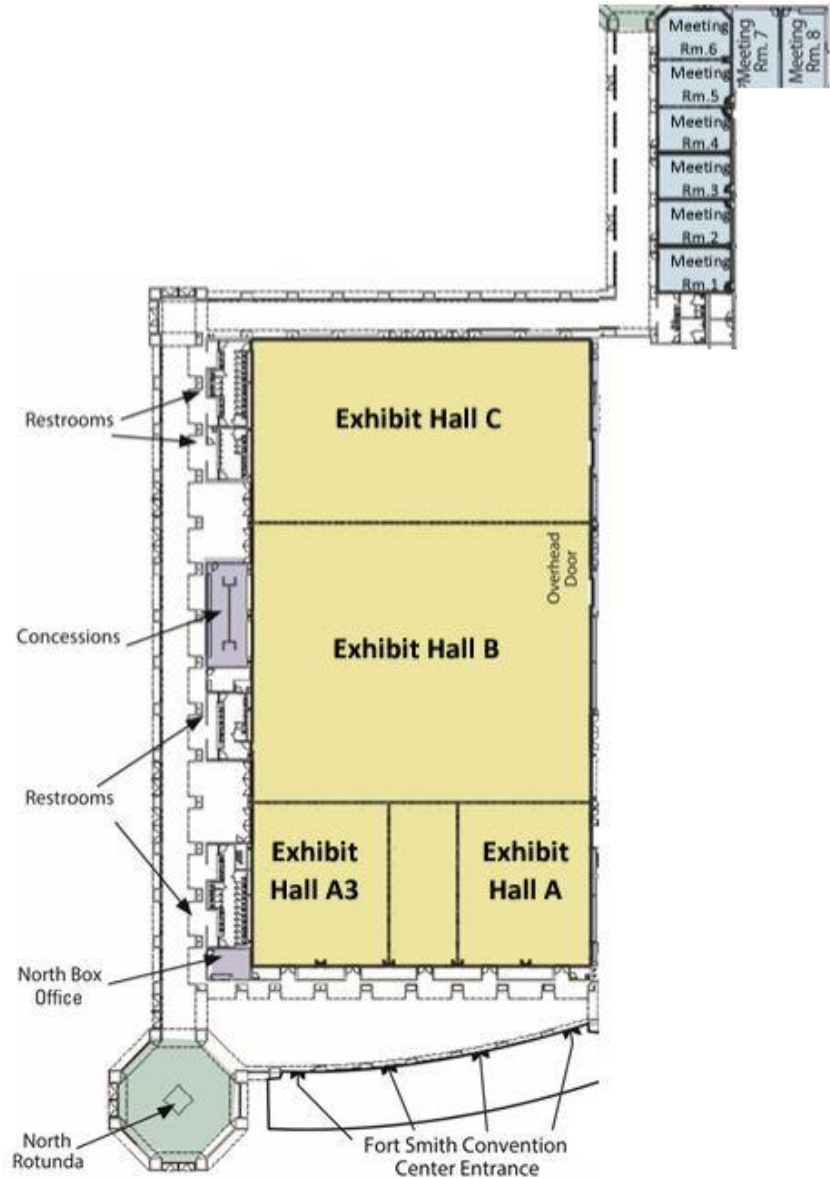 Meeting
Rm.6
Meeting
Rm. 7
Meeting
Rm. 8
Meeting
Rm.5
Meeting
Rm.4
Meeting
Rm.3
Meeting
Rm.2
Meeting
Rm.1
Restrooms
Exhibit Hall C
Overhead
Door
Concessions
Exhibit Hall B
Restrooms
Exhibit
Hall A3
Exhibit
Hall A
North Box
Office
North
Rotunda
Fort Smith Convention
Center Entrance